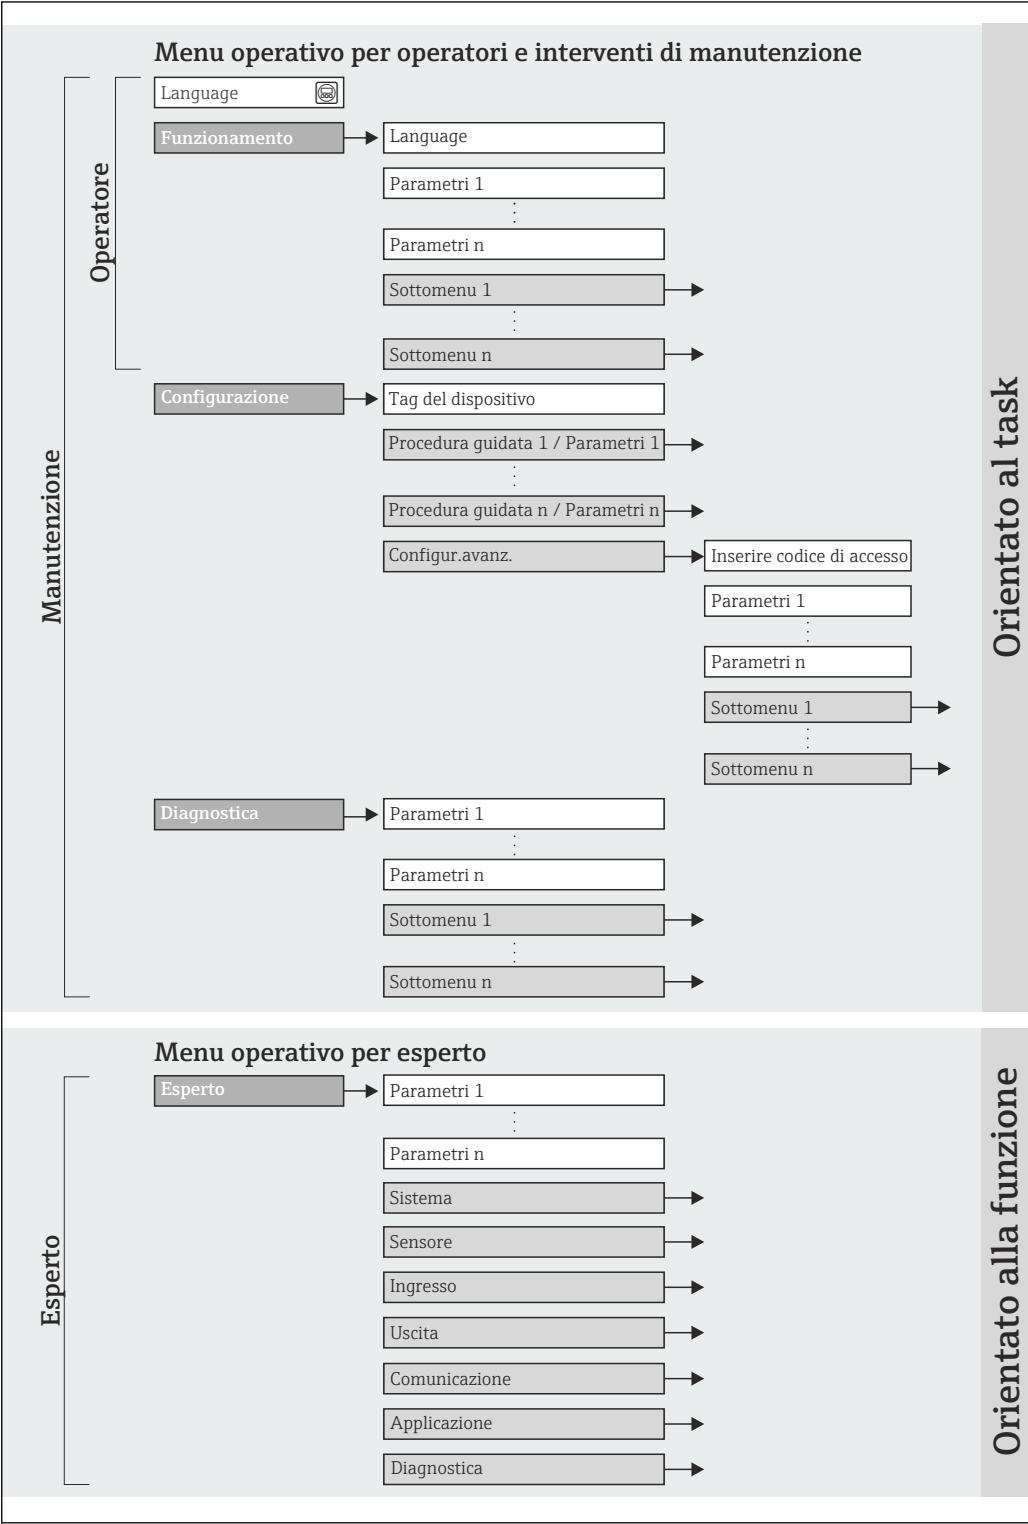 Menu operativo per operatori e interventi di manutenzione
Language
Funzionamento
Language
Parametri 1
Parametri n
Sottomenu 1
Sottomenu n
Operatore
Configurazione
Tag del dispositivo
Procedura guidata 1 / Parametri 1
Procedura guidata n / Parametri n
Configur.avanz.
Inserire codice di accesso
Parametri 1
Parametri n
Sottomenu 1
Sottomenu n
Manutenzione
Diagnostica
Parametri 1
Parametri n
Sottomenu 1
Sottomenu n
Orientato al task
Menu operativo per esperto
Esperto
Parametri 1
Parametri n
Sistema
Sensore
Ingresso
Uscita
Comunicazione
Applicazione
Diagnostica
Esperto
Orientato alla funzione